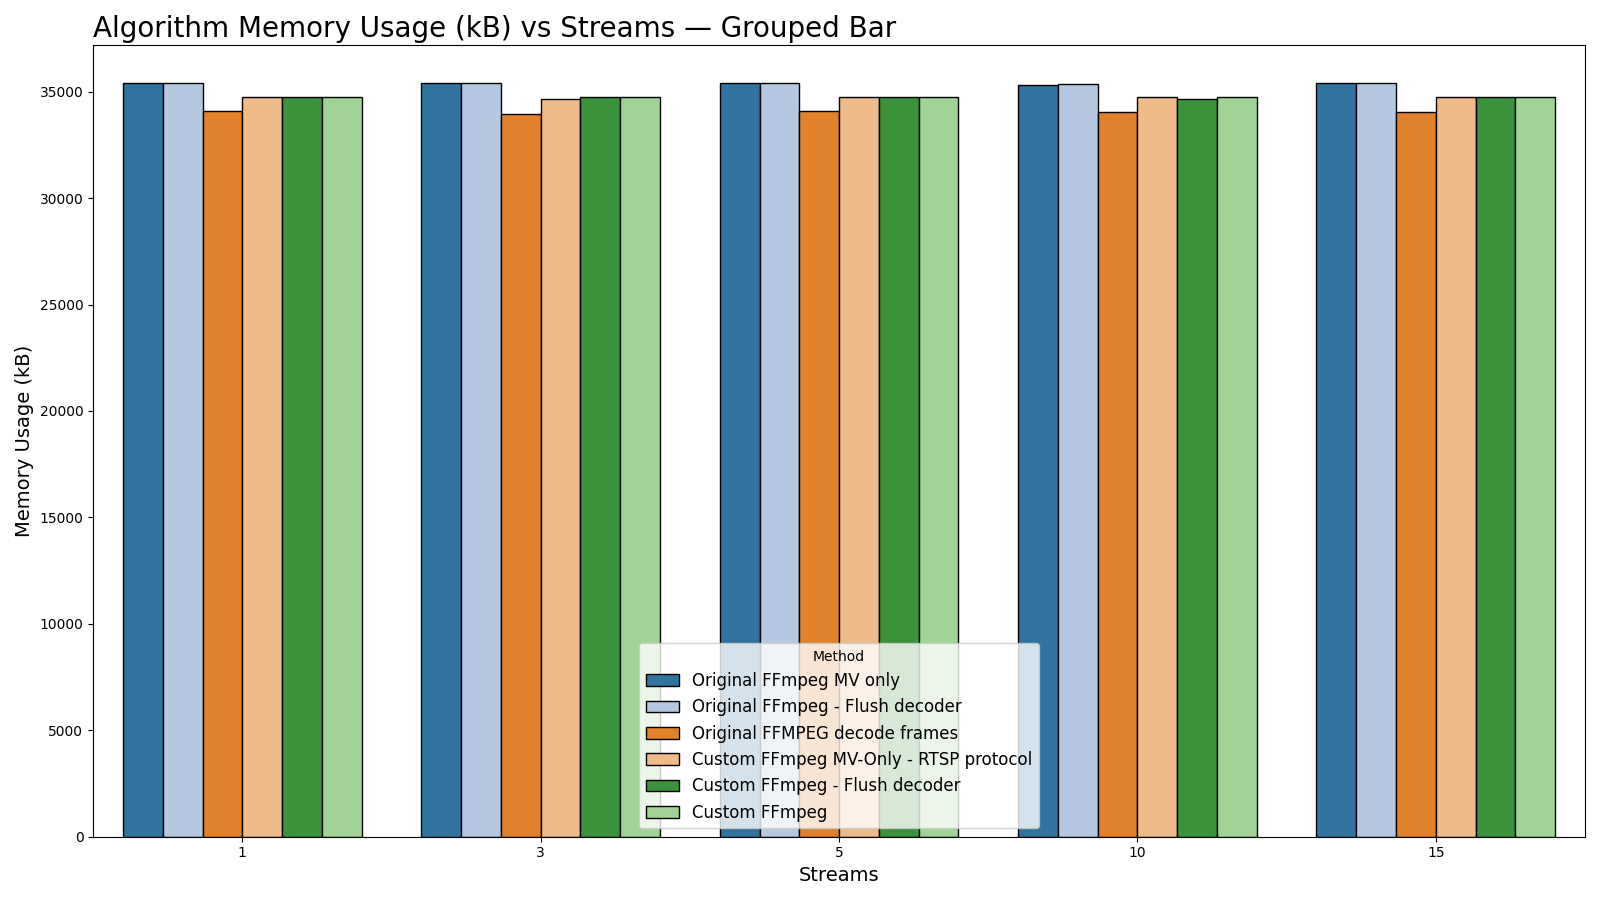 Algorithm Memory Usage (kB) vs Streams — Grouped Bar
Memory Usage (kB)
35000
30000
25000
20000
15000
10000
5000
0
Method
Original FFmpeg MV only
Original FFmpeg - Flush decoder
Original FFMPEG decode frames
Custom FFmpeg MV-Only - RTSP protocol
Custom FFmpeg - Flush decoder
Custom FFmpeg
1 3 5 10 15
Streams